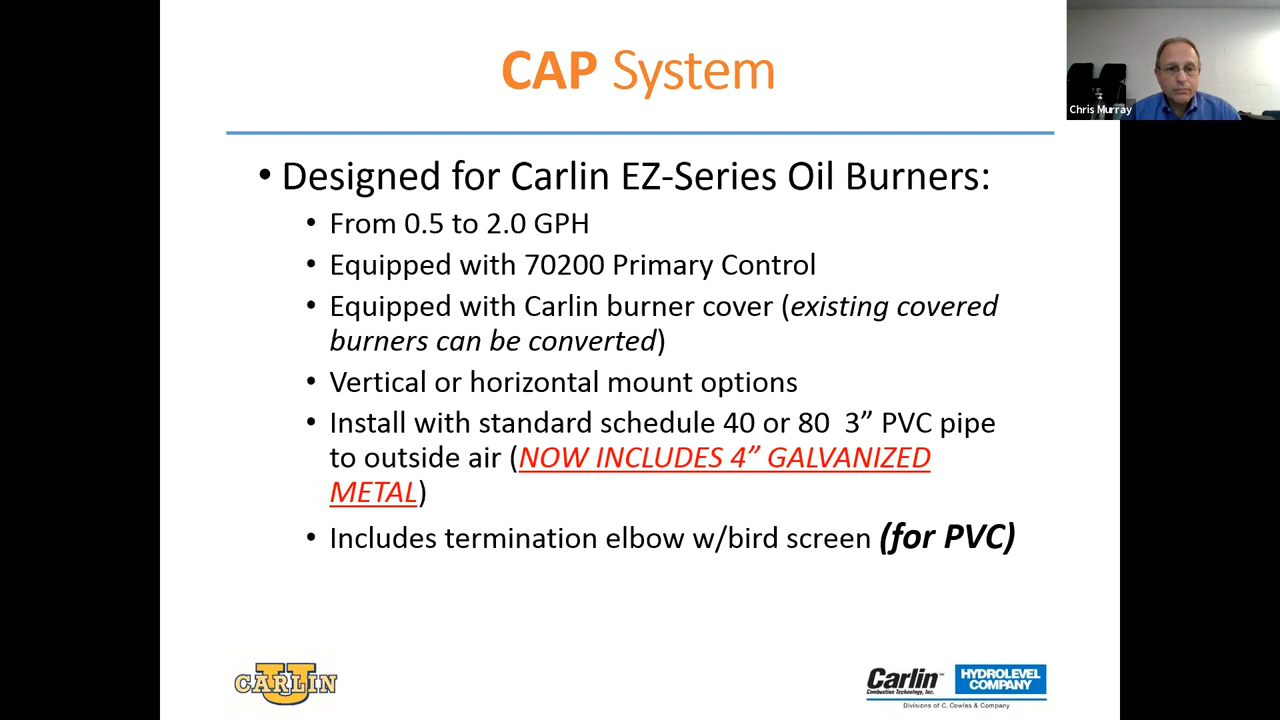 CAP System
Chris Murray
• Designed for Carlin EZ-Series Oil Burners:
• From 0.5 to 2.0 GPH
• Equipped with 70200 Primary Control
• Equipped with Carlin burner cover (existing covered
burners can be converted)
• Vertical or horizontal mount options
• Install with standard schedule 40 or 80  3” PVC pipe
to outside air (NOW INCLUDES 4” GALVANIZED
METAL)
• Includes termination elbow w/bird screen (for PVC)
U
CARLIN
Carlin™
Combustion Technology, Inc.
HYDROLEVEL
COMPANY
Divisions of C. Cowles & Company